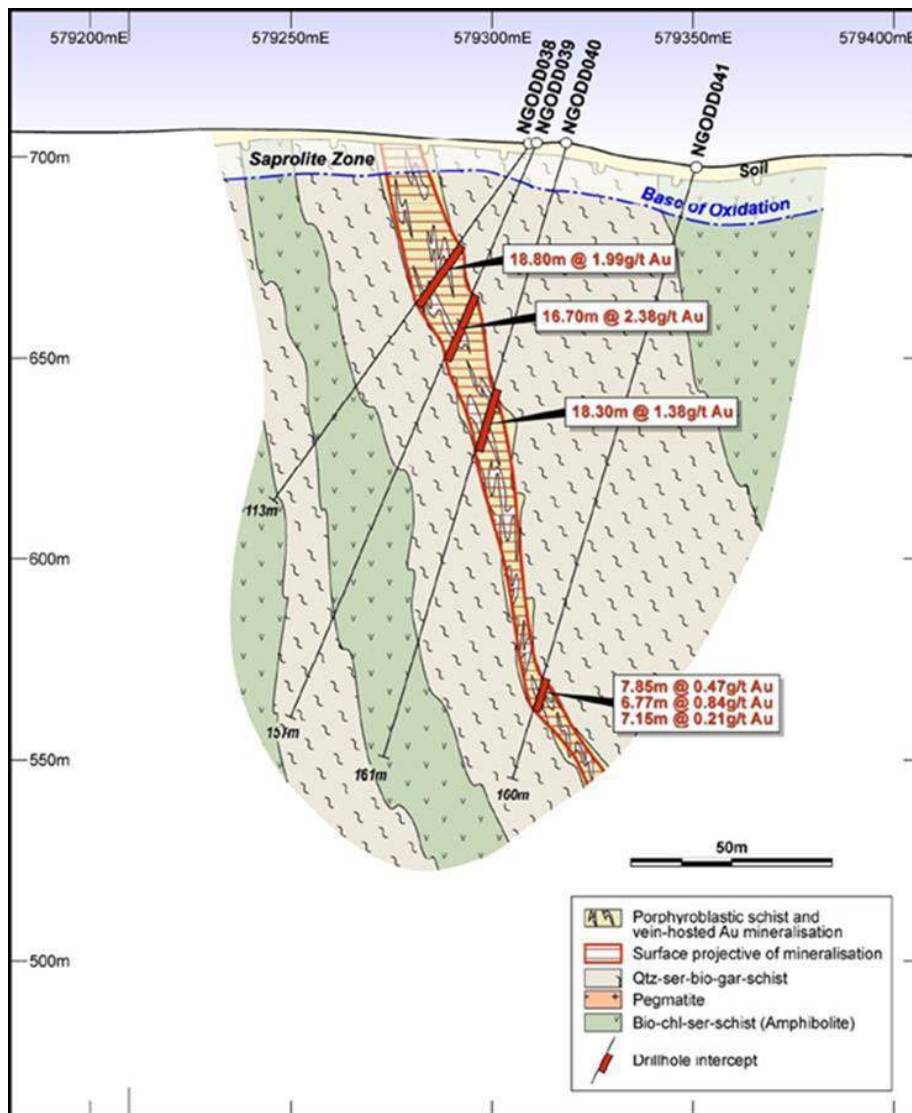 579200mE
579250mE
579300mE
579350mE
579400mE
NGODD038
NGODD039
NGODD040
NGODD041
700m
Saprolite Zone
Soil
Base of Oxidation
18.80m @ 1.99g/t Au
16.70m @ 2.38g/t Au
650m
18.30m @ 1.38g/t Au
113m
600m
7.85m @ 0.47g/t Au
6.77m @ 0.84g/t Au
7.15m @ 0.21g/t Au
157m
550m
161m
160m
50m
Porphyroblastic schist and
vein-hosted Au mineralisation
Surface projective of mineralisation
500m
Qtz-ser-bio-gar-schist
Pegmatite
Bio-chl-ser-schist (Amphibolite)
Drillhole intercept